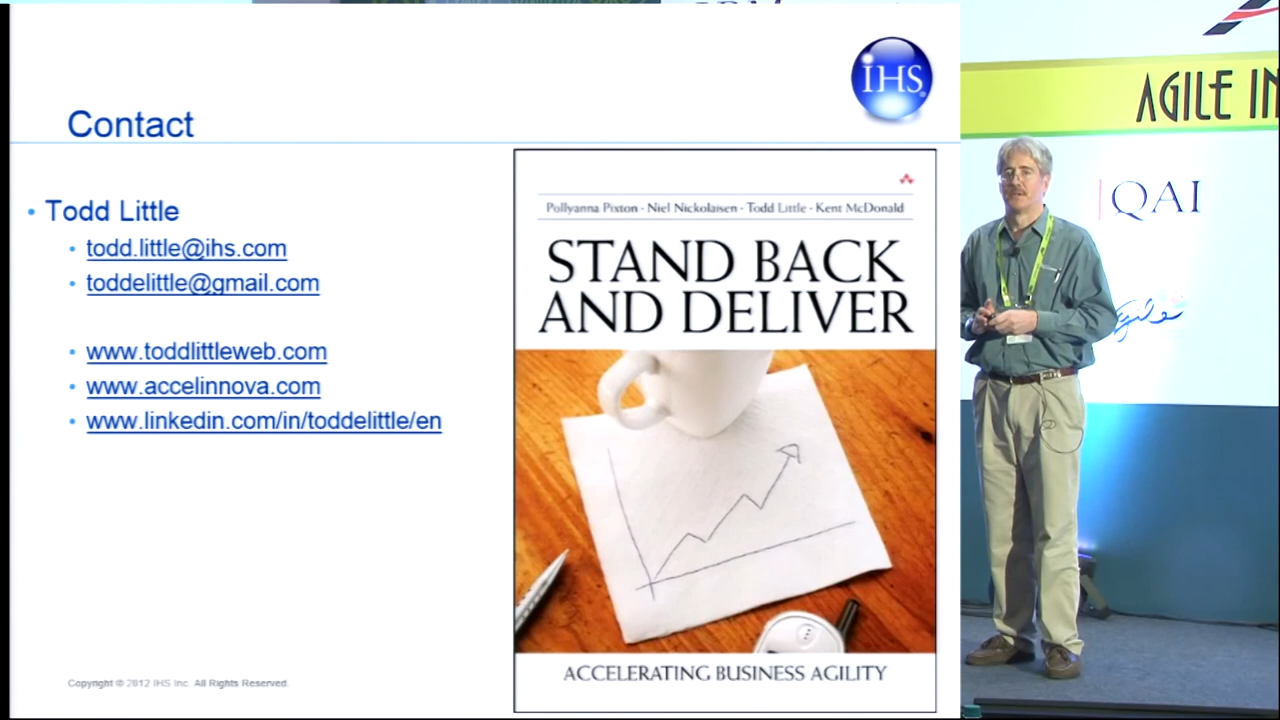 IHS
Contact
Todd Little
todd.little@ihs.com
toddelittle@gmail.com
www.toddlittleweb.com
www.accelinnova.com
www.linkedin.com/in/toddelittle/en
Copyright © 2012 IHS Inc. All Rights Reserved.
Pollyanna Pixton · Niel Nickolaisen · Todd Little · Kent McDonald
STAND BACK
AND DELIVER
ACCELERATING BUSINESS AGILITY
AGILE IN
QAI